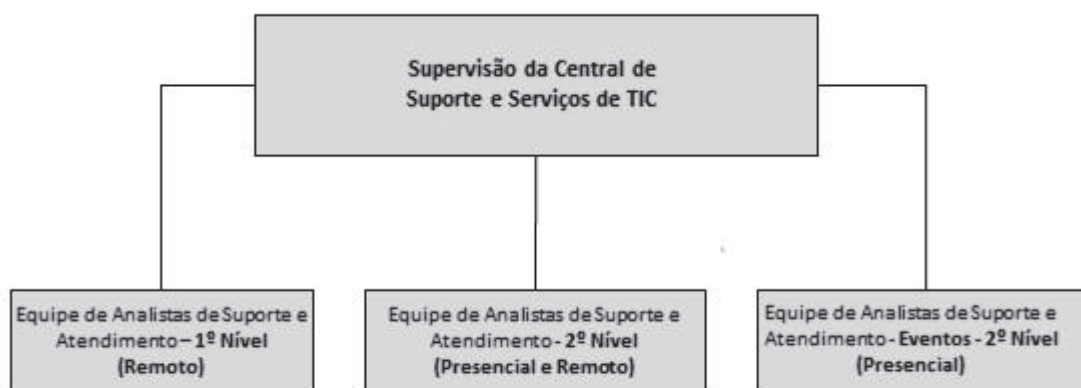 Supervisão da Central de
Suporte e Serviços de TIC
Equipe de Analistas de Suporte e
Atendimento – 1º Nível
(Remoto)
Equipe de Analistas de Suporte e
Atendimento - 2º Nível
(Presencial e Remoto)
Equipe de Analistas de Suporte e
Atendimento - Eventos - 2º Nível
(Presencial)